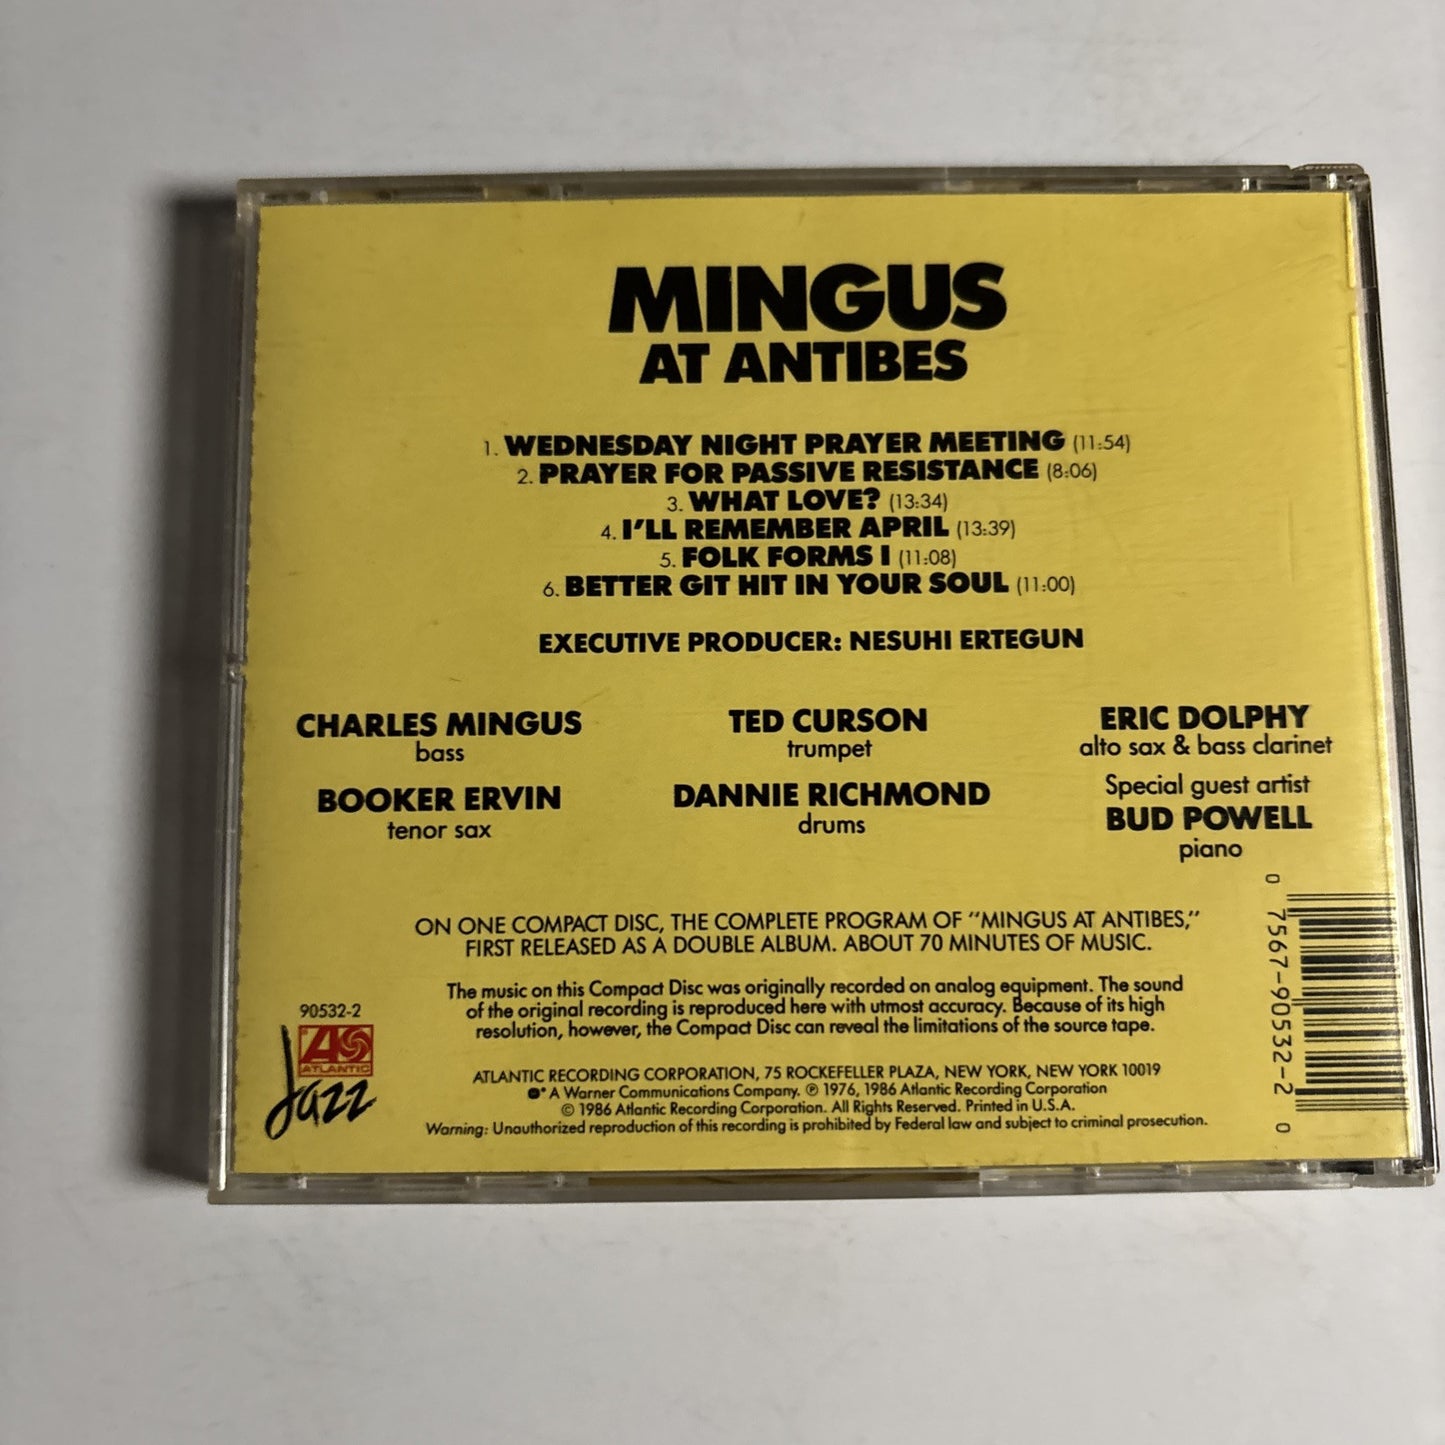 MINGUS
AT ANTIBES
1. WEDNESDAY NIGHT PRAYER MEETING (11:54)
2. PRAYER FOR PASSIVE RESISTANCE (8:06)
3. WHAT LOVE? (13:34)
4. I'LL REMEMBER APRIL (13:39)
5. FOLK FORMS I (11:08)
6. BETTER GIT HIT IN YOUR SOUL (11:00)
EXECUTIVE PRODUCER: NESUHI ERTEGUN
CHARLES MINGUS
bass
TED CURSON
trumpet
ERIC DOLPHY
alto sax & bass clarinet
BOOKER ERVIN
tenor sax
DANNIE RICHMOND
drums
Special guest artist
BUD POWELL
piano
ON ONE COMPACT DISC, THE COMPLETE PROGRAM OF "MINGUS AT ANTIBES,"
FIRST RELEASED AS A DOUBLE ALBUM. ABOUT 70 MINUTES OF MUSIC.
The music on this Compact Disc was originally recorded on analog equipment. The sound
of the original recording is reproduced here with utmost accuracy. Because of its high
resolution, however, the Compact Disc can reveal the limitations of the source tape.
90532-2
ATLANTIC
Jazz
ATLANTIC RECORDING CORPORATION, 75 ROCKEFELLER PLAZA, NEW YORK, NEW YORK 10019
A Warner Communications Company. ℗ 1976, 1986 Atlantic Recording Corporation
© 1986 Atlantic Recording Corporation. All Rights Reserved. Printed in U.S.A.
Warning: Unauthorized reproduction of this recording is prohibited by Federal law and subject to criminal prosecution.
0 7567-90532-2 0